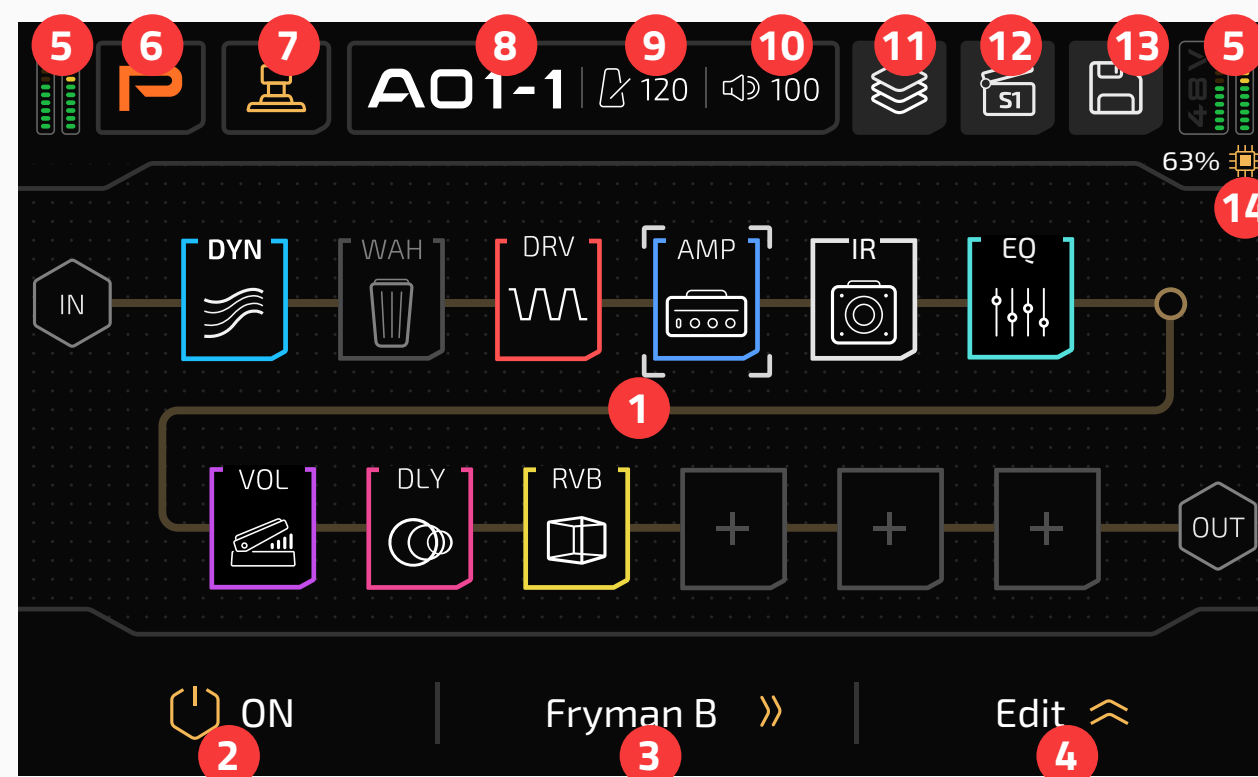 5 6 7 8 9 10 11 12 13 5
A01-1 120 100 S1 48V
63%
14
DYN WAH DRV AMP IR EQ
IN
1
VOL DLY RVB + + +
OUT
ON Fryman B Edit
2 3 4